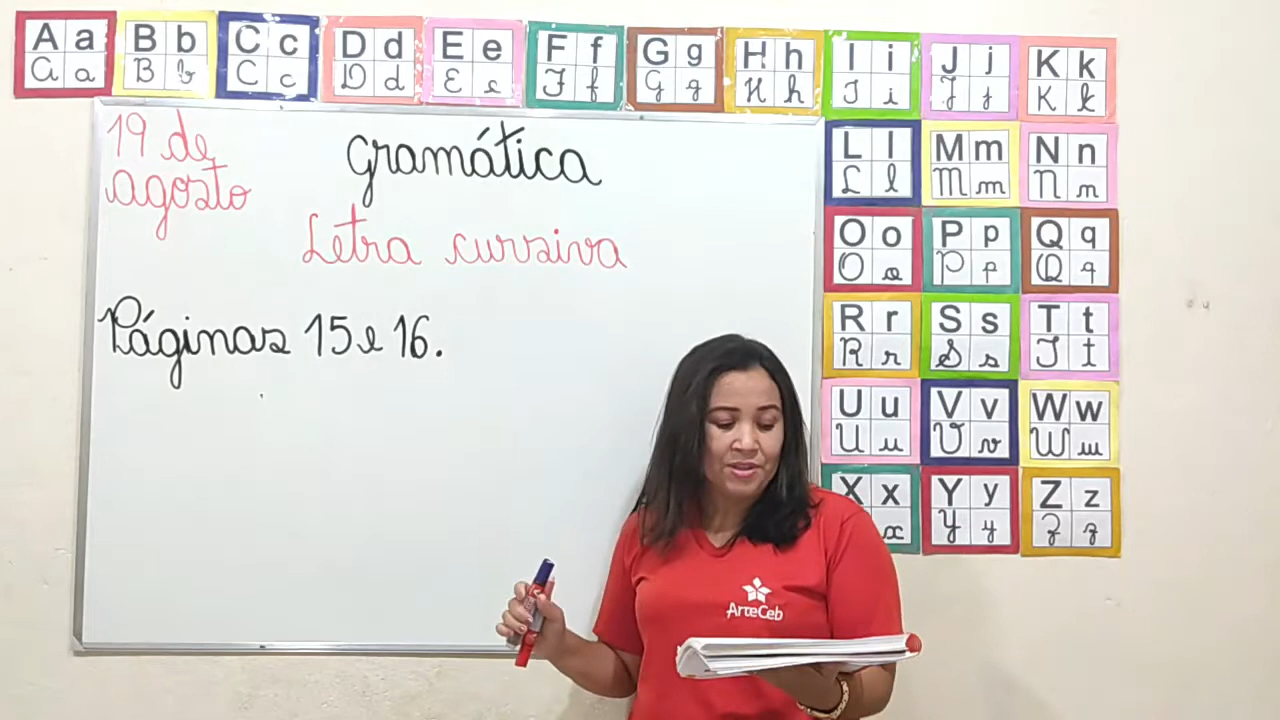 A a B b C c D d E e F f G g H h I i J j K k
A a B b C c D d E e F f G g H h I i J j K k
19 de
agosto
gramática
Letra cursiva
Páginas 15 e 16.
L l M m N n
L l M m N n
O o P p Q q
O o P p Q q
R r S s T t
R r S s T t
U u V v W w
U u V v W w
X x Y y Z z
x Y y Z z
ArteCeb